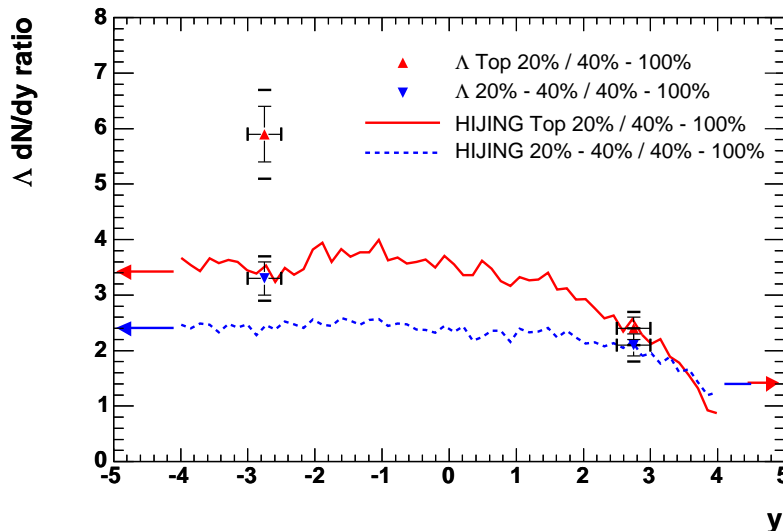 Λ dN/dy ratio
8
7
6
5
4
3
2
1
0
Λ Top 20% / 40% - 100%
Λ 20% - 40% / 40% - 100%
HIJING Top 20% / 40% - 100%
HIJING 20% - 40% / 40% - 100%
-5 -4 -3 -2 -1 0 1 2 3 4 5
y